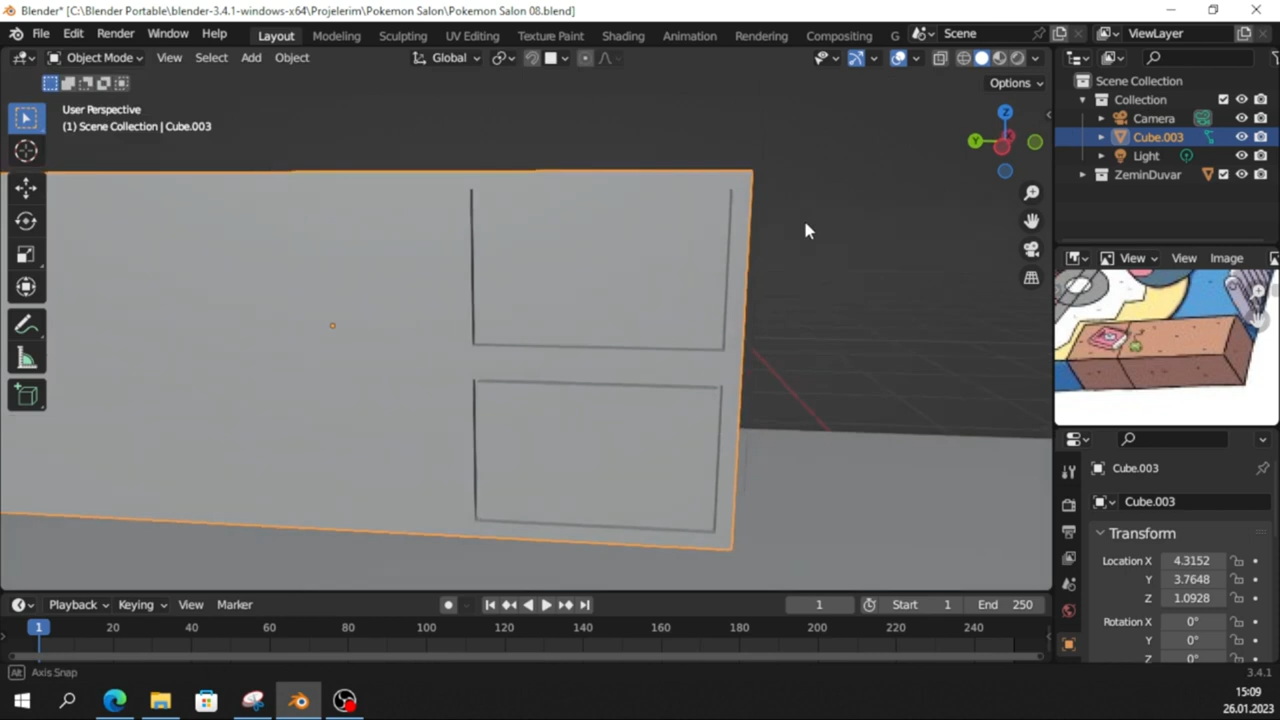 Blender* [C:\Blender Portable\blender-3.4.1-windows-x64\Projelerim\Pokemon Salon\Pokemon Salon 08.blend]
File Edit Render Window Help Layout Modeling Sculpting UV Editing Texture Paint Shading Animation Rendering Compositing G Scene ViewLayer
Object Mode View Select Add Object Global
Options
User Perspective
(1) Scene Collection | Cube.003
Z
Y
Scene Collection
Collection
Camera
Cube.003
Light
ZeminDuvar
View View Image
Cube.003
Cube.003
Transform
Location X 4.3152
Y 3.7648
Z 1.0928
Rotation X 0°
Y 0°
Z 0°
Playback Keying View Marker 1 Start 1 End 250
1 20 40 60 80 100 120 140 160 180 200 220 240
Alt Axis Snap 3.4.1
15:09
26.01.2023